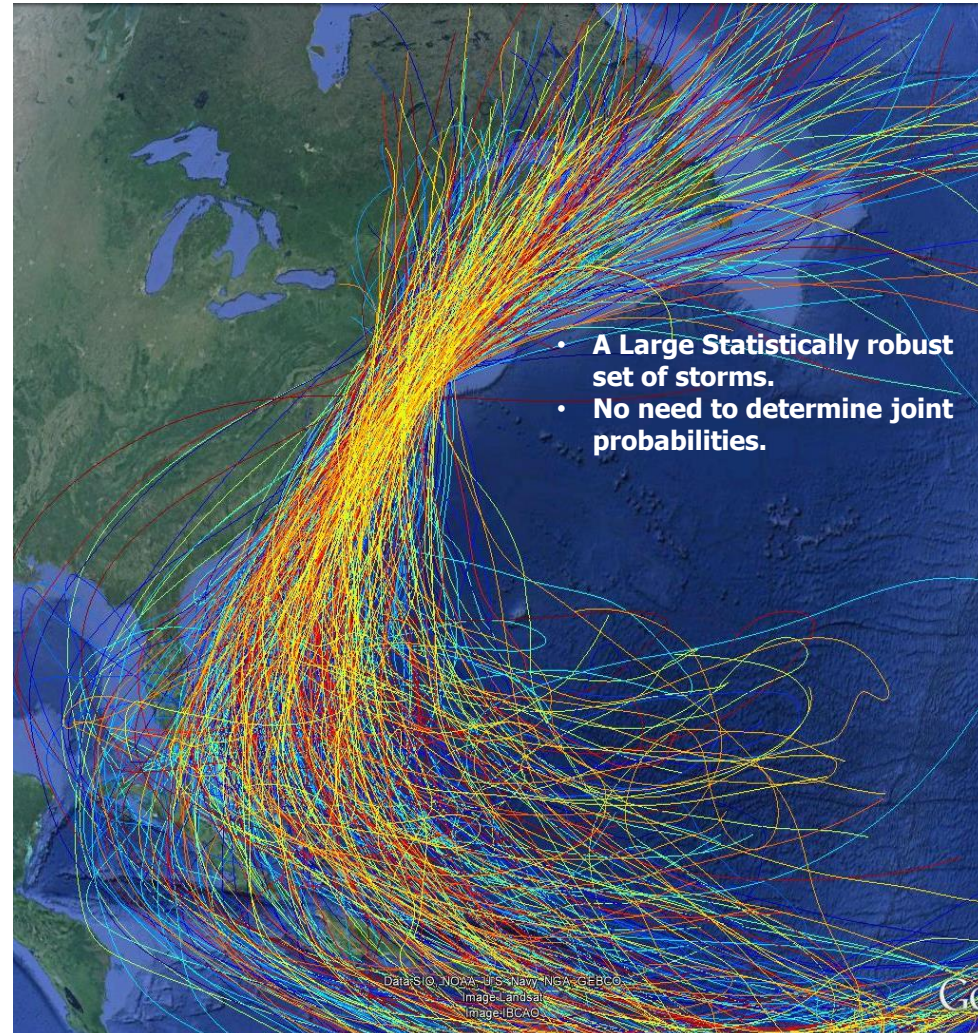 • A Large Statistically robust
set of storms.
• No need to determine joint
probabilities.
Data SIO, NOAA, U.S. Navy, NGA, GEBCO
Image Landsat
Image IBCAO
Go